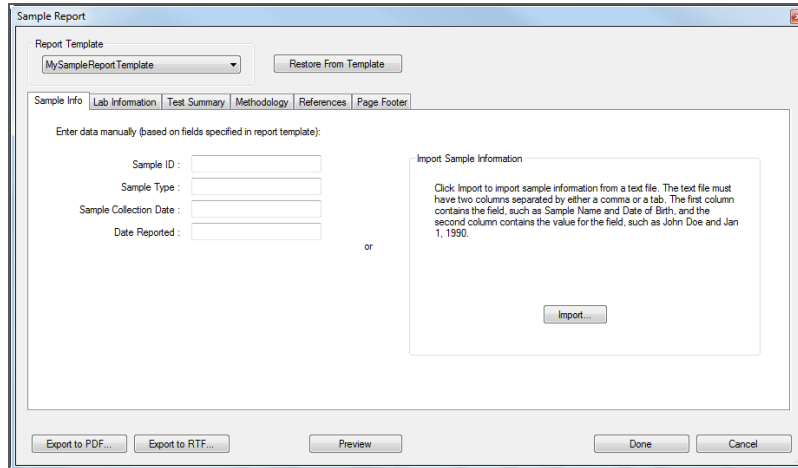 Sample Report
Report Template
MySampleReportTemplate
Restore From Template
Sample Info Lab Information Test Summary Methodology References Page Footer
Enter data manually (based on fields specified in report template):
Sample ID :
Sample Type :
Sample Collection Date :
Date Reported :
or
Import Sample Information
Click Import to import sample information from a text file. The text file must
have two columns separated by either a comma or a tab. The first column
contains the field, such as Sample Name and Date of Birth, and the
second column contains the value for the field, such as John Doe and Jan
1, 1990.
Import...
Export to PDF... Export to RTF... Preview Done Cancel